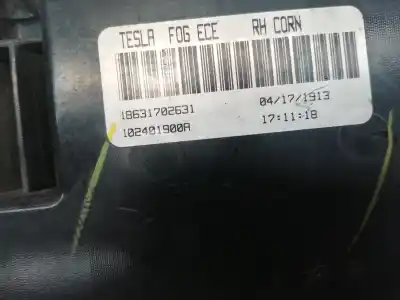 TESLA FOG ECE RH CORN
18631702631 04/17/1913
102401900A 17:11:18